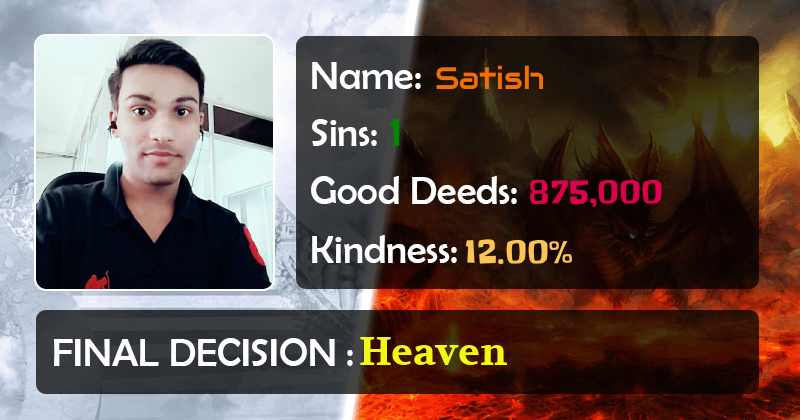 Name: Satish
Sins: 1
Good Deeds: 875,000
Kindness: 12.00%
FINAL DECISION : Heaven